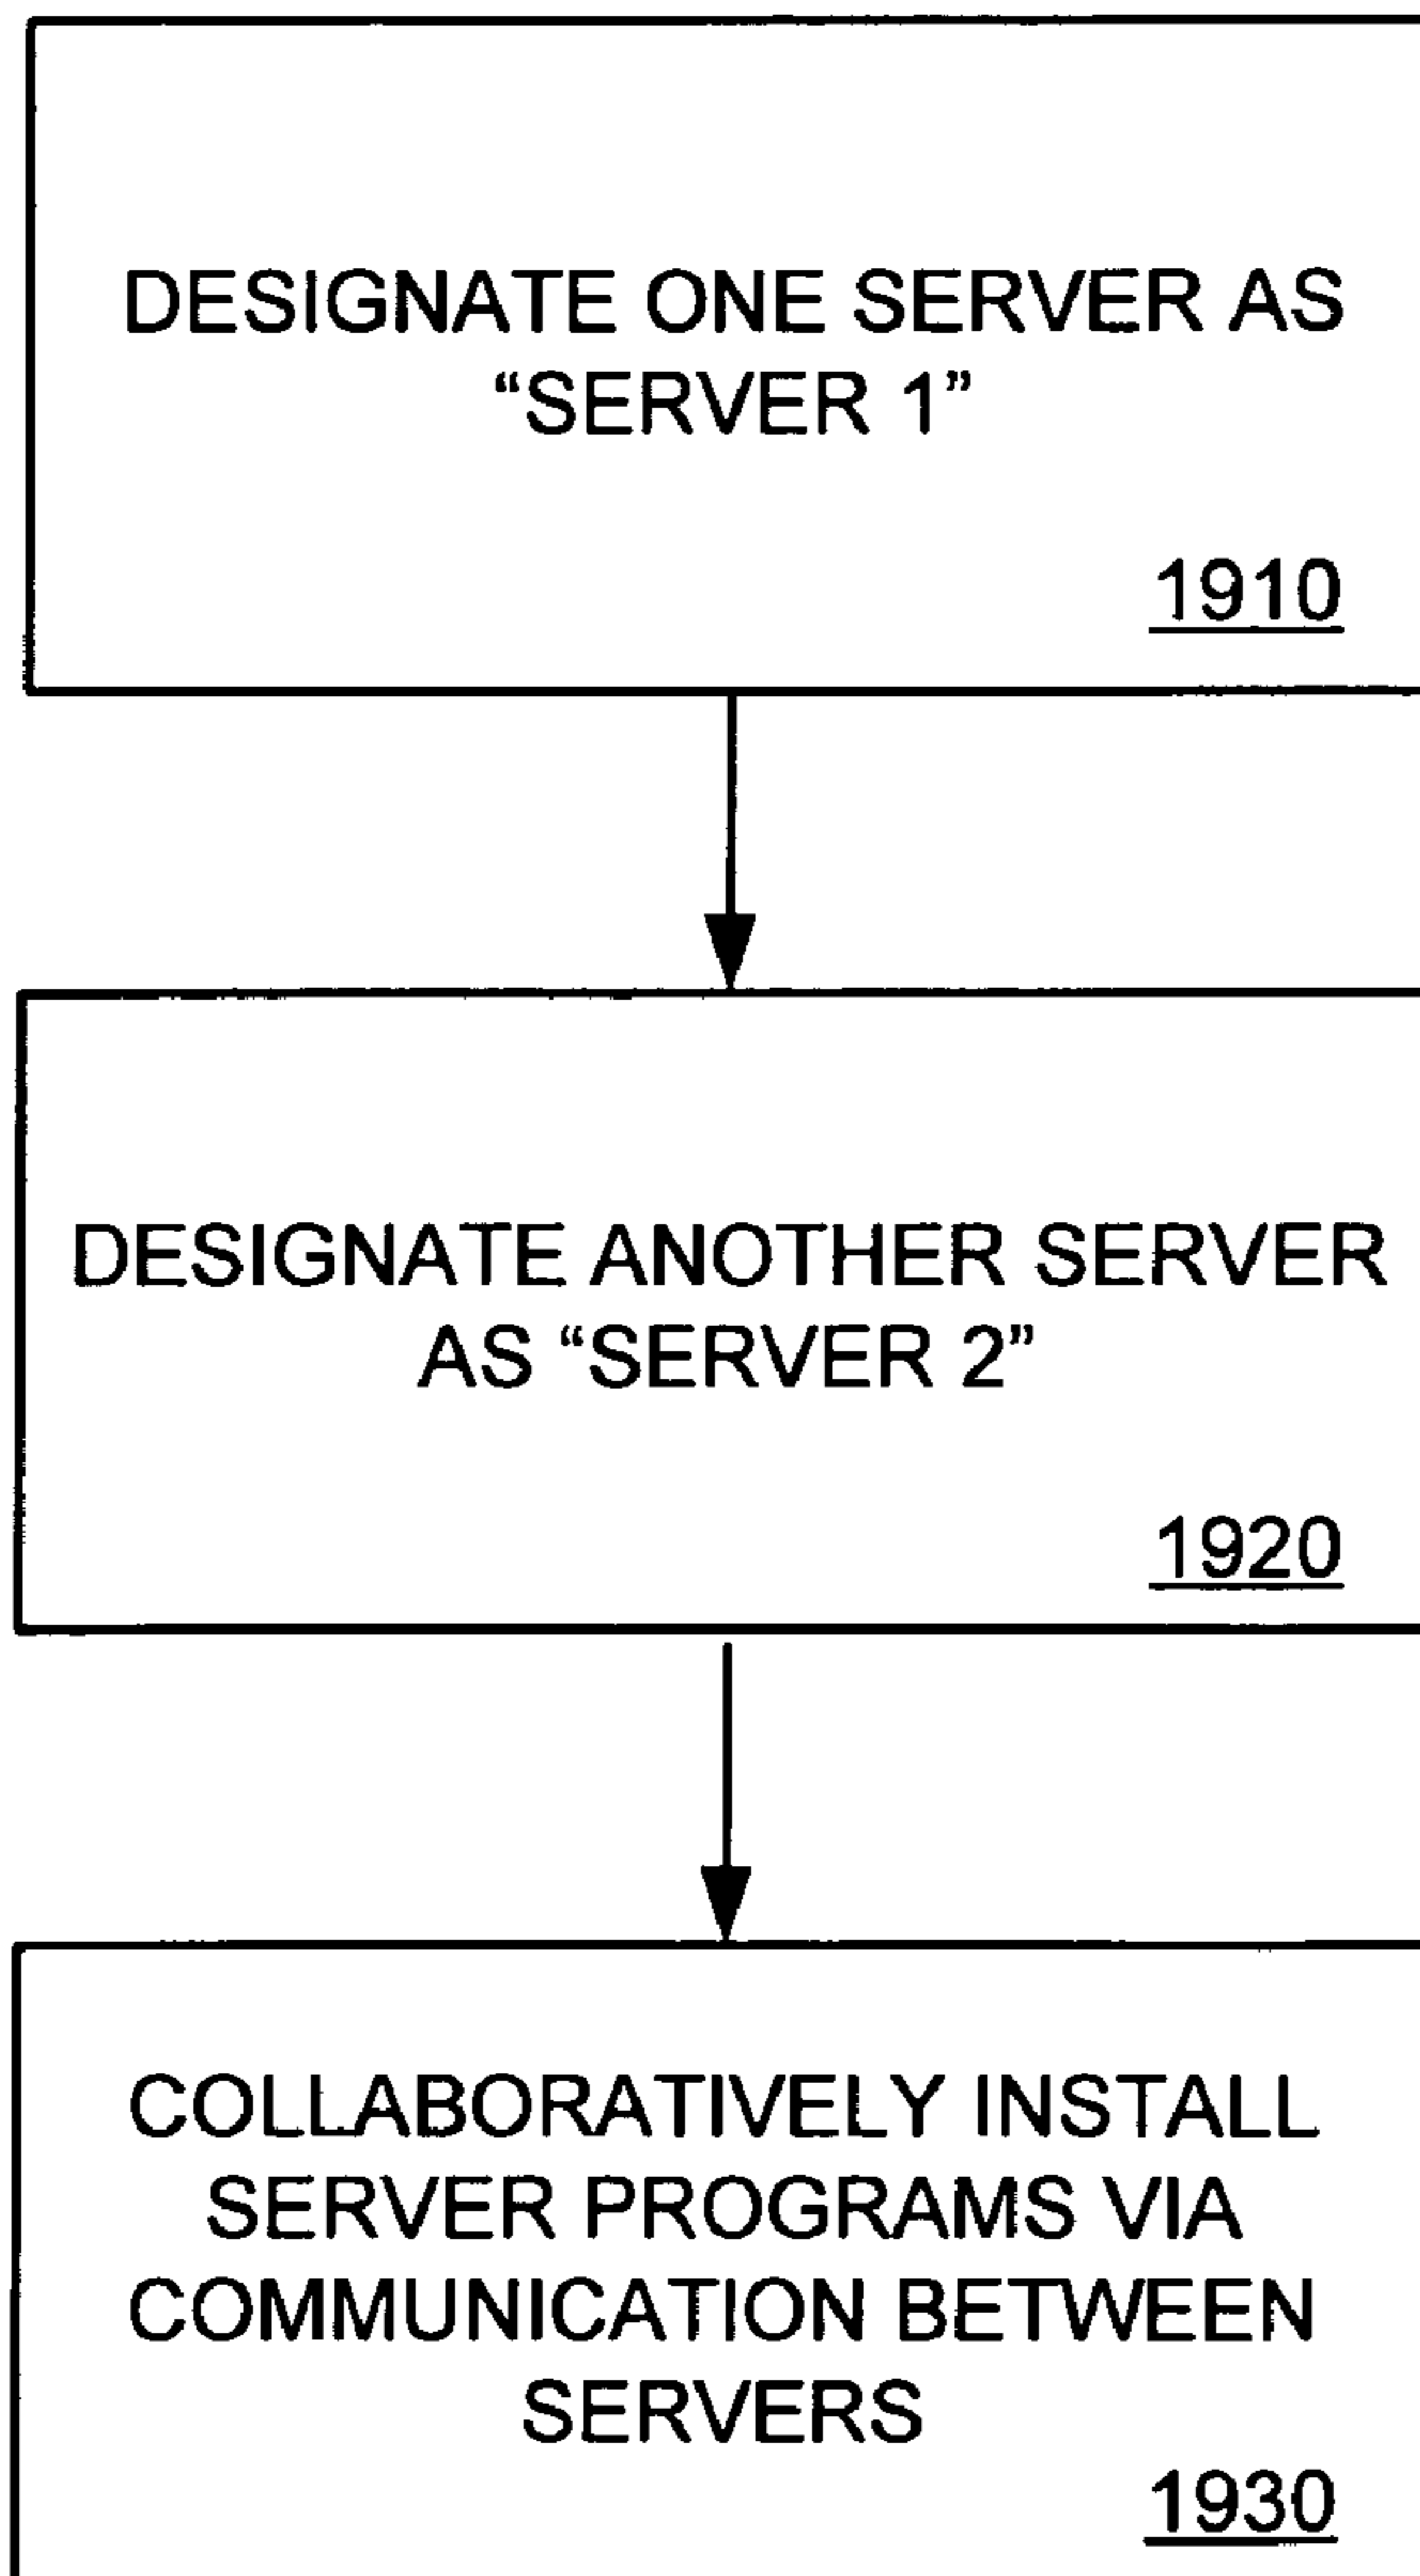 DESIGNATE ONE SERVER AS
“SERVER 1”
1910
DESIGNATE ANOTHER SERVER
AS “SERVER 2”
1920
COLLABORATIVELY INSTALL
SERVER PROGRAMS VIA
COMMUNICATION BETWEEN
SERVERS
1930